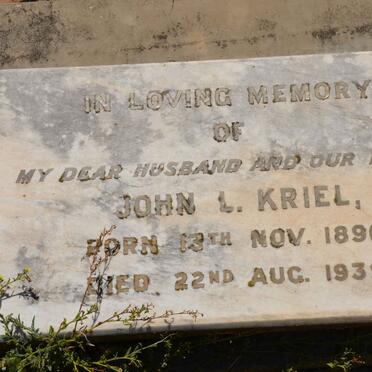 IN LOVING MEMORY
OF
MY DEAR HUSBAND AND OUR
JOHN L. KRIEL,
BORN 13TH NOV. 189
DIED 22ND AUG. 193